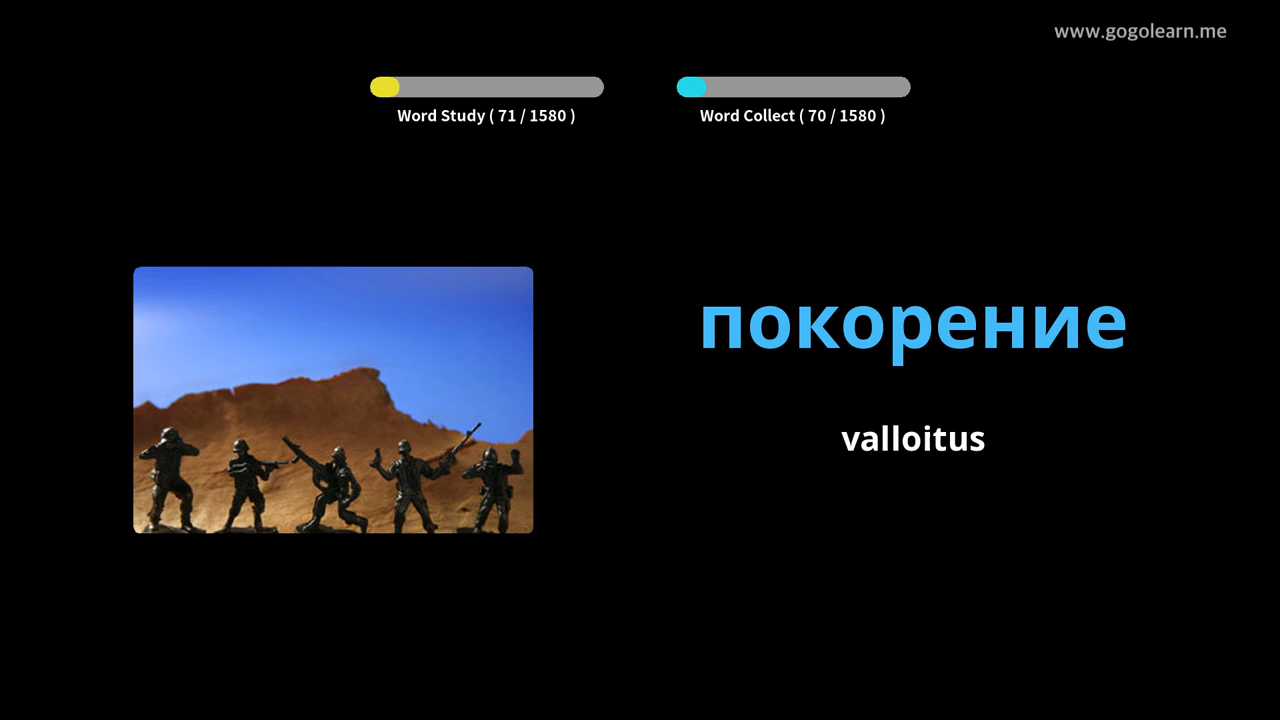 www.gogolearn.me
Word Study ( 71 / 1580 )
Word Collect ( 70 / 1580 )
покорение
valloitus